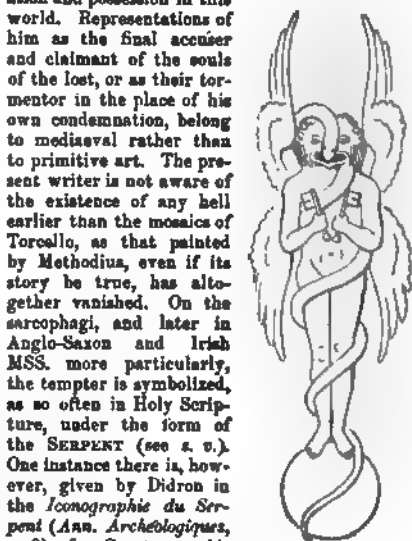 world. Representations of
him as the final accuser
and claimant of the souls
of the lost, or as their tor-
mentor in the place of his
own condemnation, belong
to mediaeval rather than
to primitive art. The pre-
sent writer is not aware of
the existence of any hell
earlier than the mosaics of
Torcello, as that painted
by Methodius, even if its
story be true, has alto-
gether vanished. On the
sarcophagi, and later in
Anglo-Saxon and Irish
MSS. more particularly,
the tempter is symbolized,
as so often in Holy Scrip-
ture, under the form of
the SERPENT (see s. v.).
One instance there is, how-
ever, given by Didron in
the Iconographie du Ser-
pent (Ann. Archéologiques,